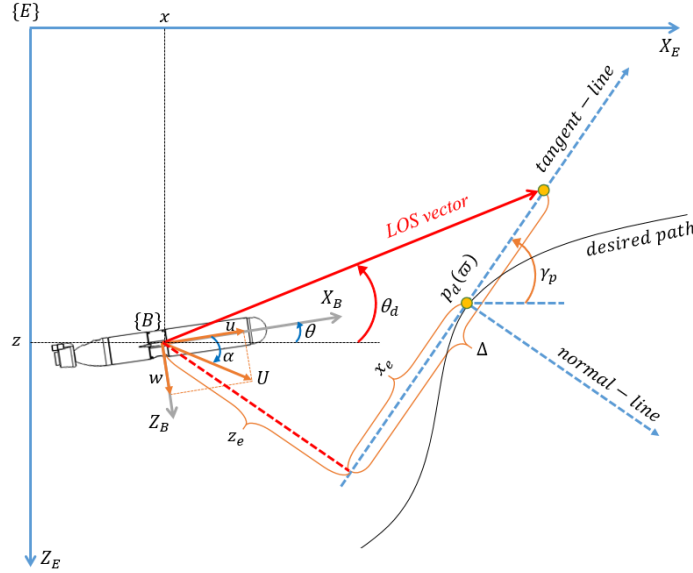 {E}
x
X_E
tangent − line
LOS vector
desired path
p_d(ϖ)
γ_p
X_B
θ_d
{B}
u
θ
z
α
x_e
Δ
w
U
normal − line
Z_B
z_e
Z_E